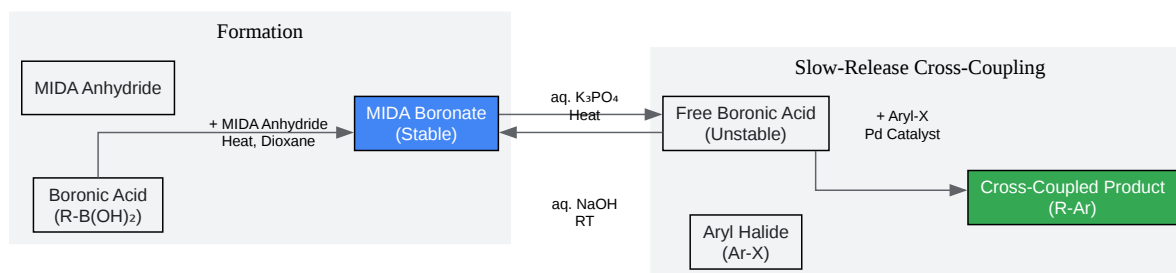 Formation
MIDA Anhydride
+ MIDA Anhydride
Heat, Dioxane
Boronic Acid
(R-B(OH)₂)
MIDA Boronate
(Stable)
aq. K₃PO₄
Heat
aq. NaOH
RT
Slow-Release Cross-Coupling
Free Boronic Acid
(Unstable)
+ Aryl-X
Pd Catalyst
Cross-Coupled Product
(R-Ar)
Aryl Halide
(Ar-X)